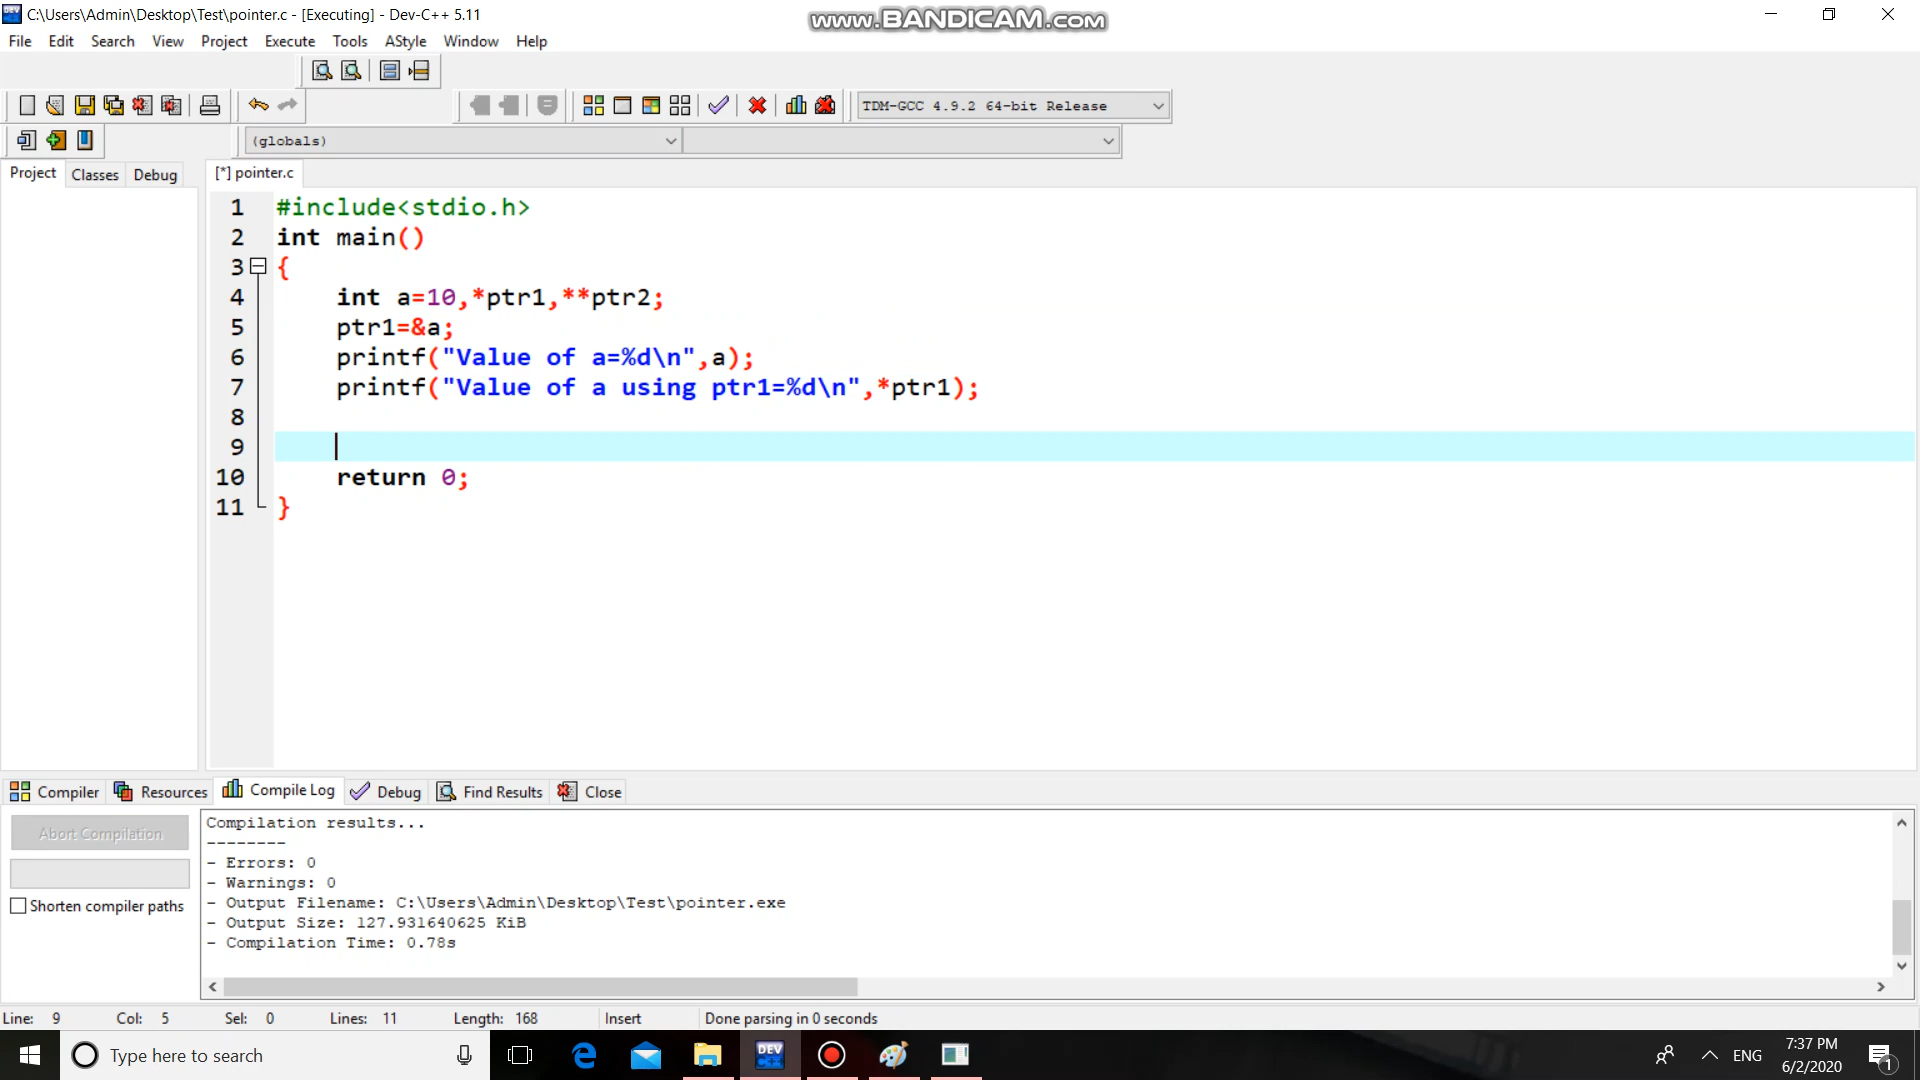 C:\Users\Admin\Desktop\Test\pointer.c - [Executing] - Dev-C++ 5.11
www.BANDICAM.com
File Edit Search View Project Execute Tools AStyle Window Help
TDM-GCC 4.9.2 64-bit Release
(globals)
Project Classes Debug
[*] pointer.c
1 #include<stdio.h>
2 int main()
3 {
4 int a=10,*ptr1,**ptr2;
5 ptr1=&a;
6 printf("Value of a=%d\n",a);
7 printf("Value of a using ptr1=%d\n",*ptr1);
8
9
10 return 0;
11 }
Compiler Resources Compile Log Debug Find Results Close
Abort Compilation
Shorten compiler paths
Compilation results...
--------
- Errors: 0
- Warnings: 0
- Output Filename: C:\Users\Admin\Desktop\Test\pointer.exe
- Output Size: 127.931640625 KiB
- Compilation Time: 0.78s
Line: 9 Col: 5 Sel: 0 Lines: 11 Length: 168 Insert Done parsing in 0 seconds
Type here to search
DEV
ENG
7:37 PM
6/2/2020
1